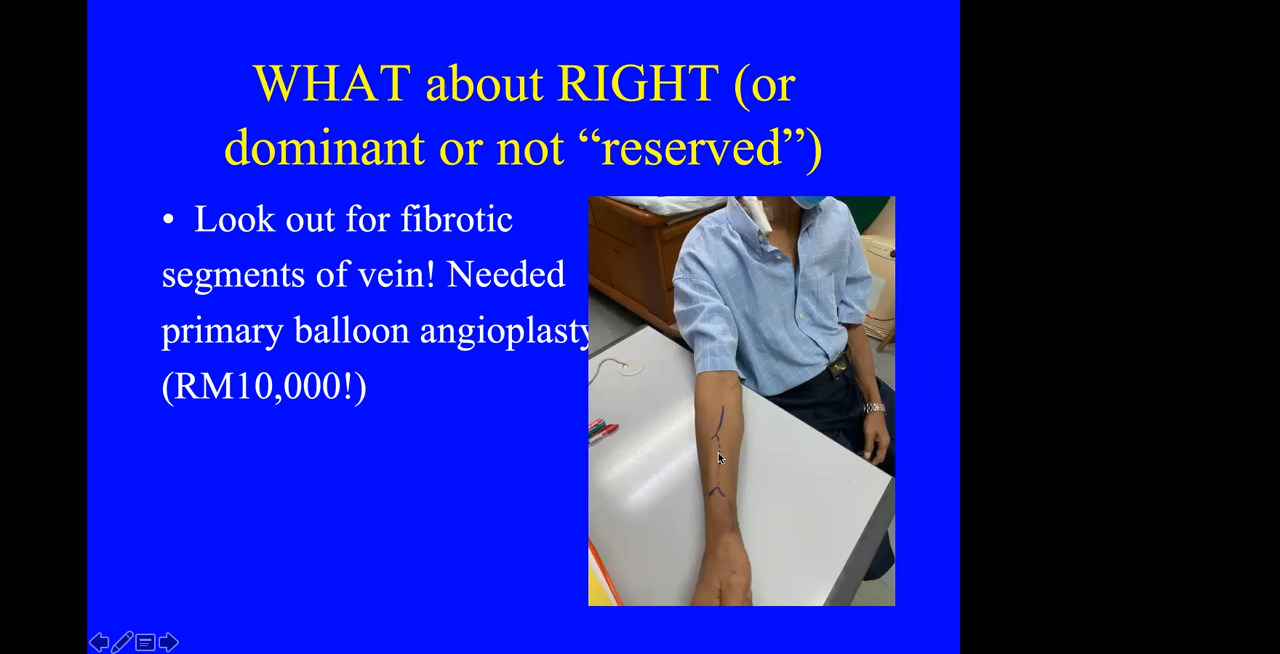 WHAT about RIGHT (or
dominant or not “reserved”)
• Look out for fibrotic
segments of vein! Needed
primary balloon angioplasty
(RM10,000!)